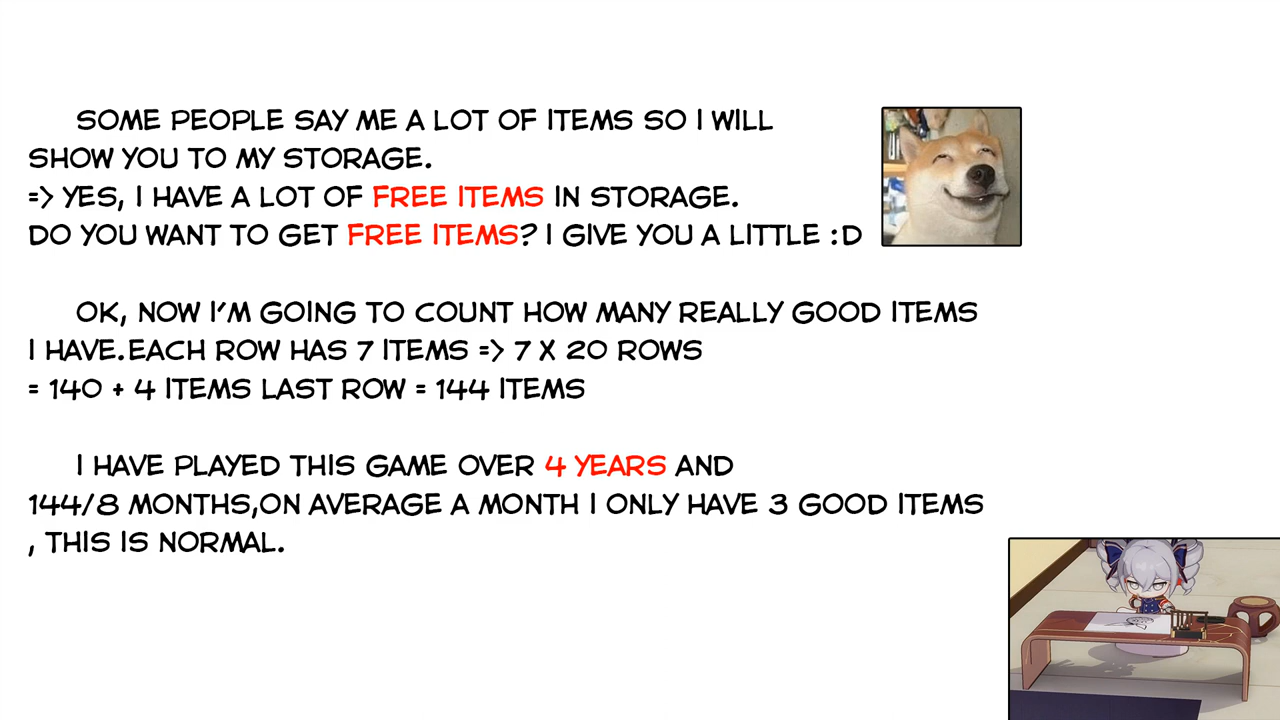 SOME PEOPLE SAY ME A LOT OF ITEMS SO I WILL
SHOW YOU TO MY STORAGE.
=> YES, I HAVE A LOT OF FREE ITEMS IN STORAGE.
DO YOU WANT TO GET FREE ITEMS? I GIVE YOU A LITTLE :D
OK, NOW I'M GOING TO COUNT HOW MANY REALLY GOOD ITEMS
I HAVE.EACH ROW HAS 7 ITEMS => 7 X 20 ROWS
= 140 + 4 ITEMS LAST ROW = 144 ITEMS
I HAVE PLAYED THIS GAME OVER 4 YEARS AND
144/8 MONTHS,ON AVERAGE A MONTH I ONLY HAVE 3 GOOD ITEMS
, THIS IS NORMAL.